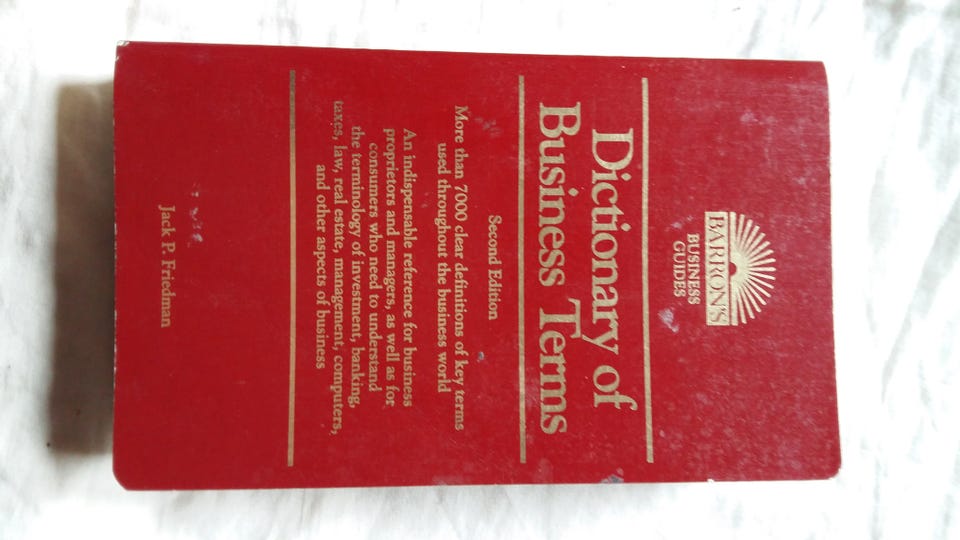 BARRON'S
BUSINESS
GUIDES
Dictionary of
Business Terms
Second Edition
More than 7000 clear definitions of key terms
used throughout the business world
An indispensable reference for business
proprietors and managers, as well as for
consumers who need to understand
the terminology of investment, banking,
taxes, law, real estate, management, computers,
and other aspects of business
Jack P. Friedman